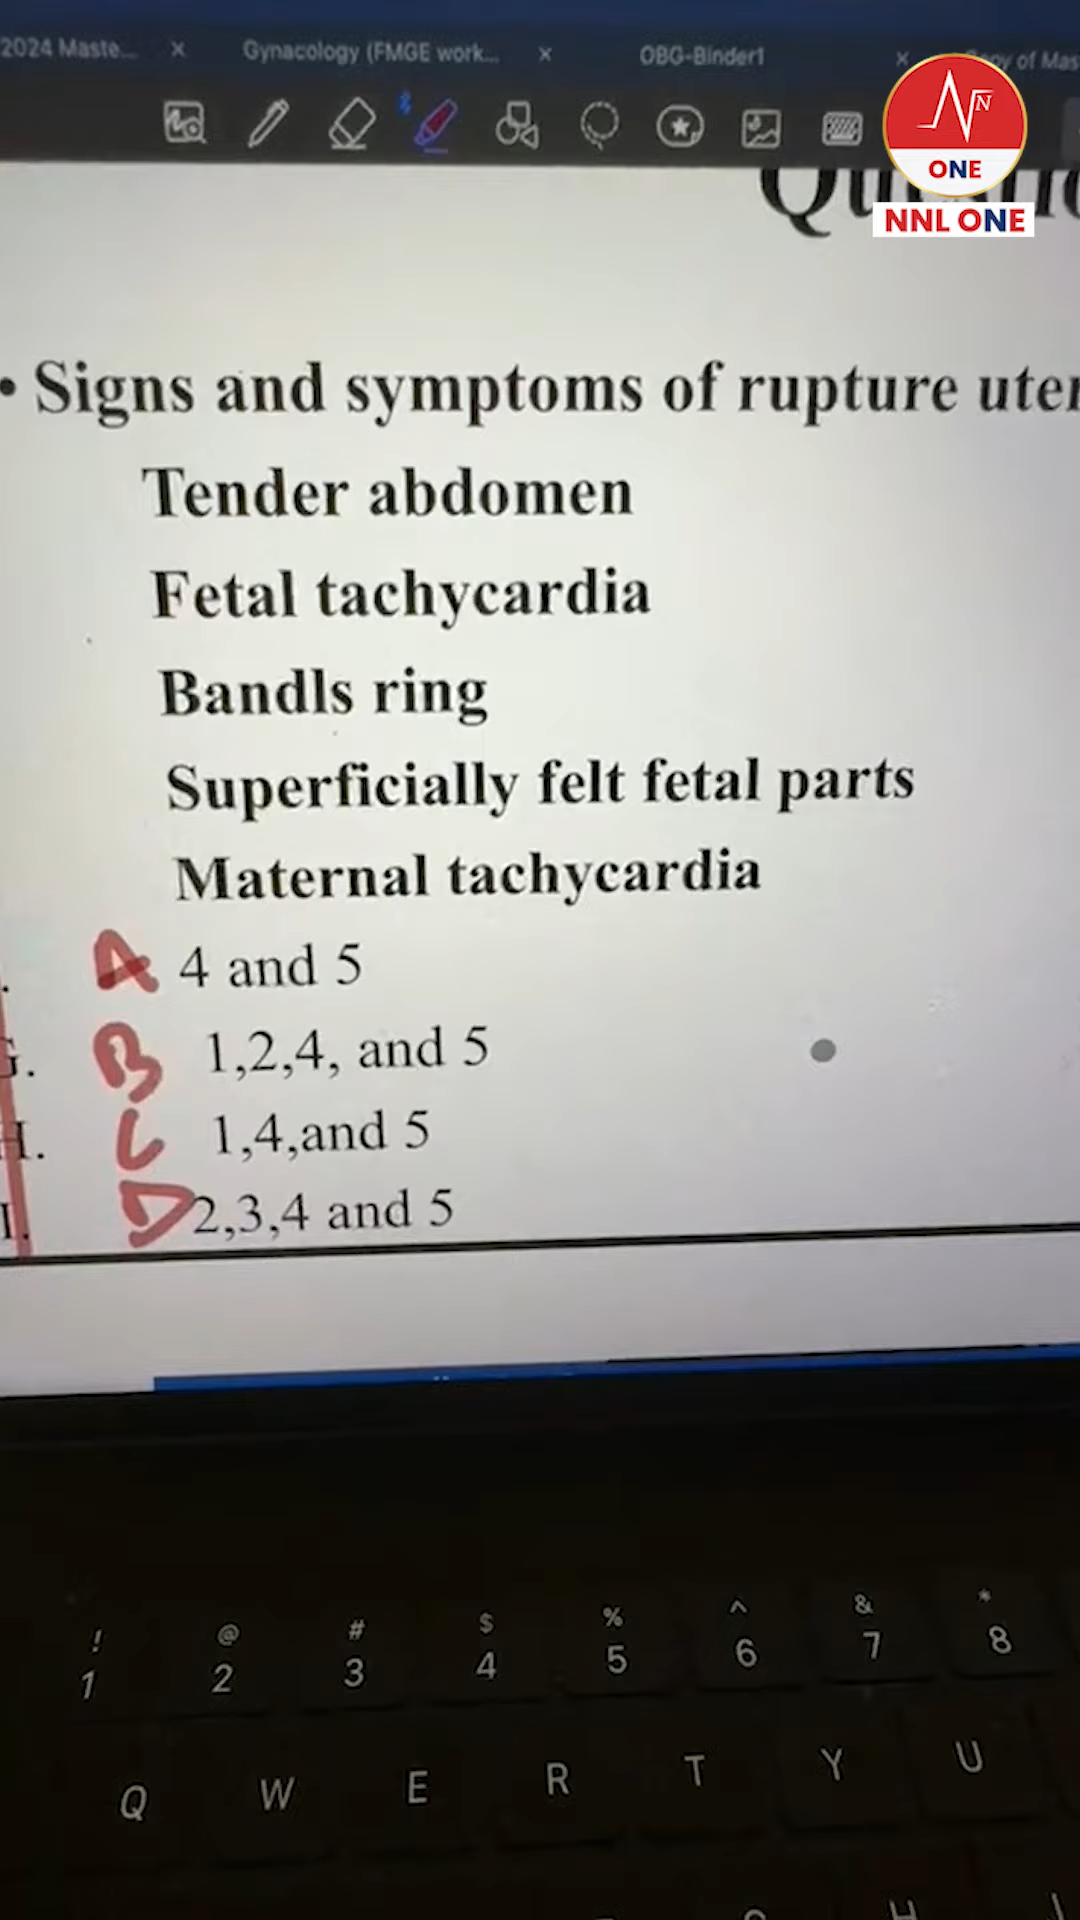 2024 Maste... × Gynacology (FMGE work... × OBG-Binder1 × of Mas
N
ONE
NNL ONE
• Signs and symptoms of rupture
Tender abdomen
Fetal tachycardia
Bandls ring
Superficially felt fetal parts
Maternal tachycardia
A 4 and 5
G. B 1,2,4, and 5
H. C 1,4,and 5
I. D 2,3,4 and 5
! @ # $ % ^ & *
1 2 3 4 5 6 7 8
Q W E R T Y U